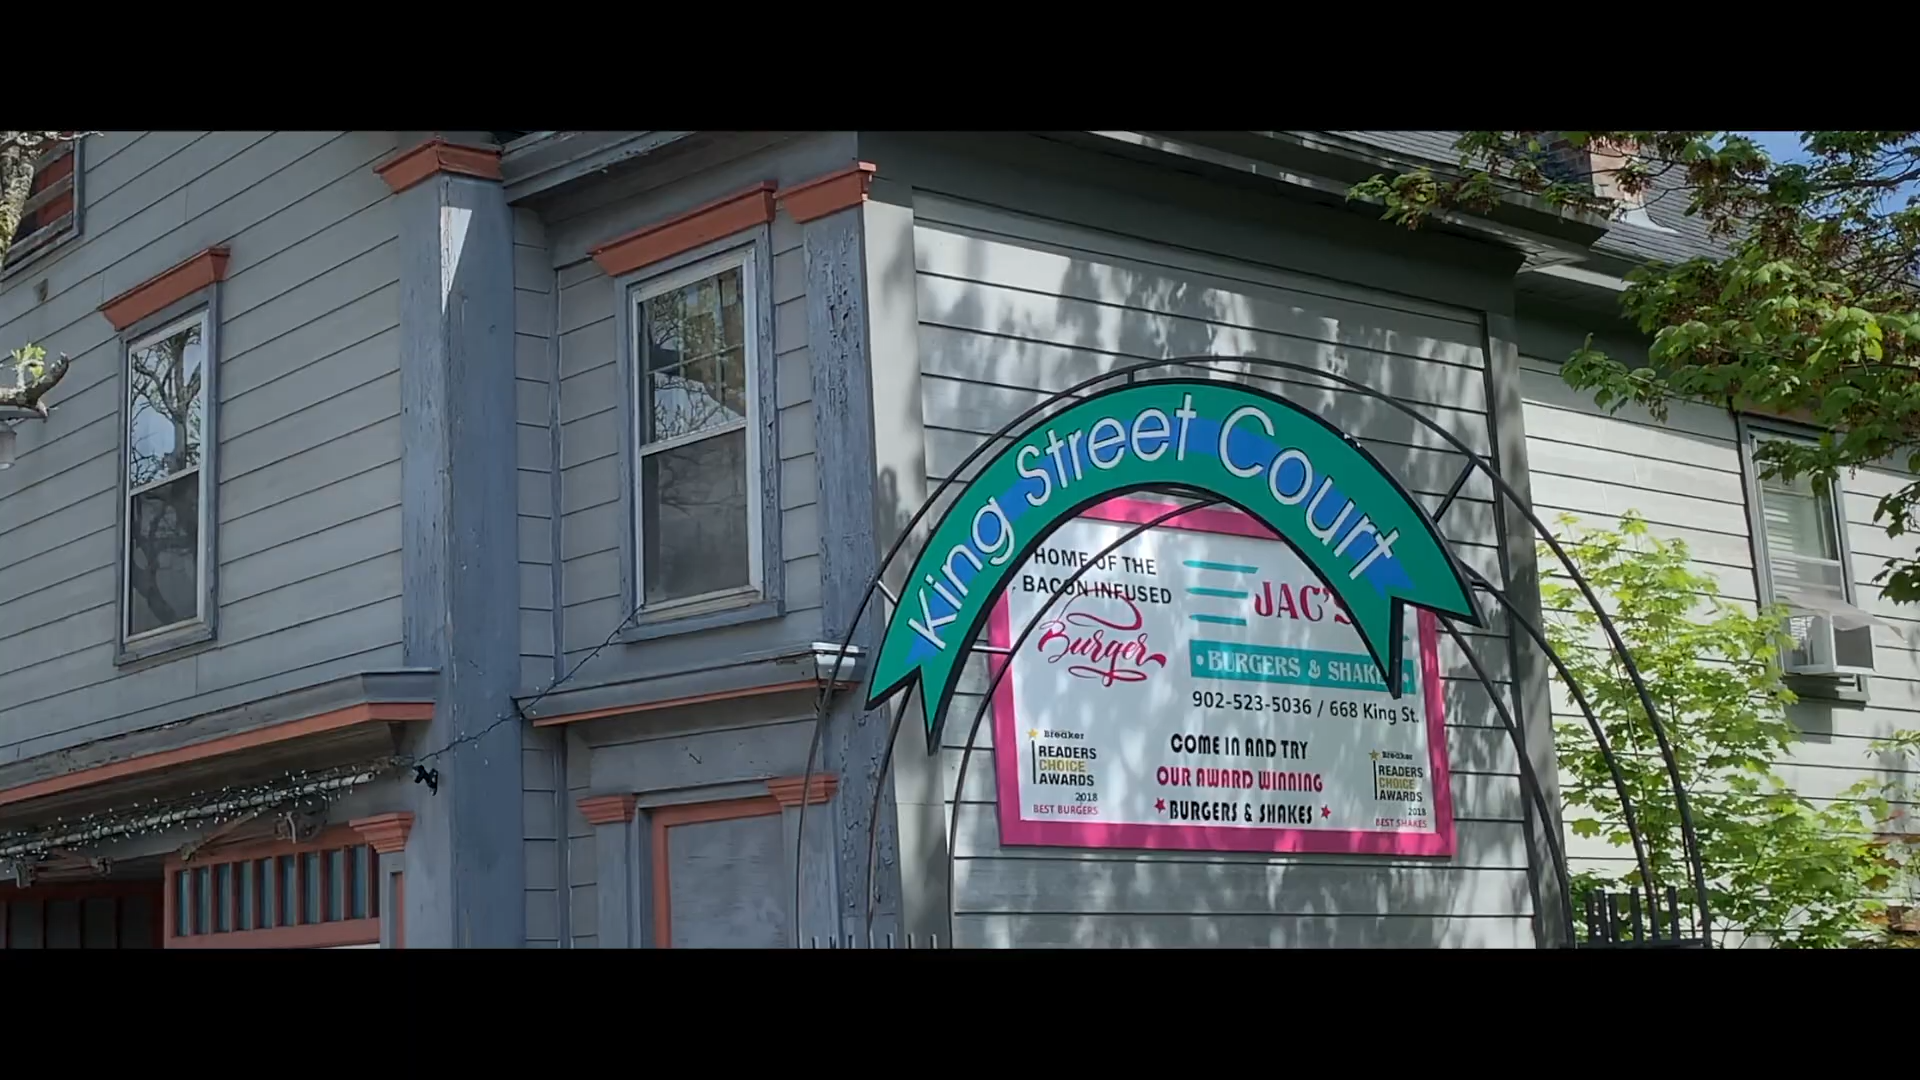 King Street Court
HOME OF THE
BACON INFUSED
Burger
JAC'S
BURGERS & SHAKES
902-523-5036 / 668 King St.
COME IN AND TRY
OUR AWARD WINNING
BURGERS & SHAKES
Breaker
READERS
CHOICE
AWARDS
2018
BEST BURGERS
Breaker
READERS
CHOICE
AWARDS
2018
BEST SHAKES